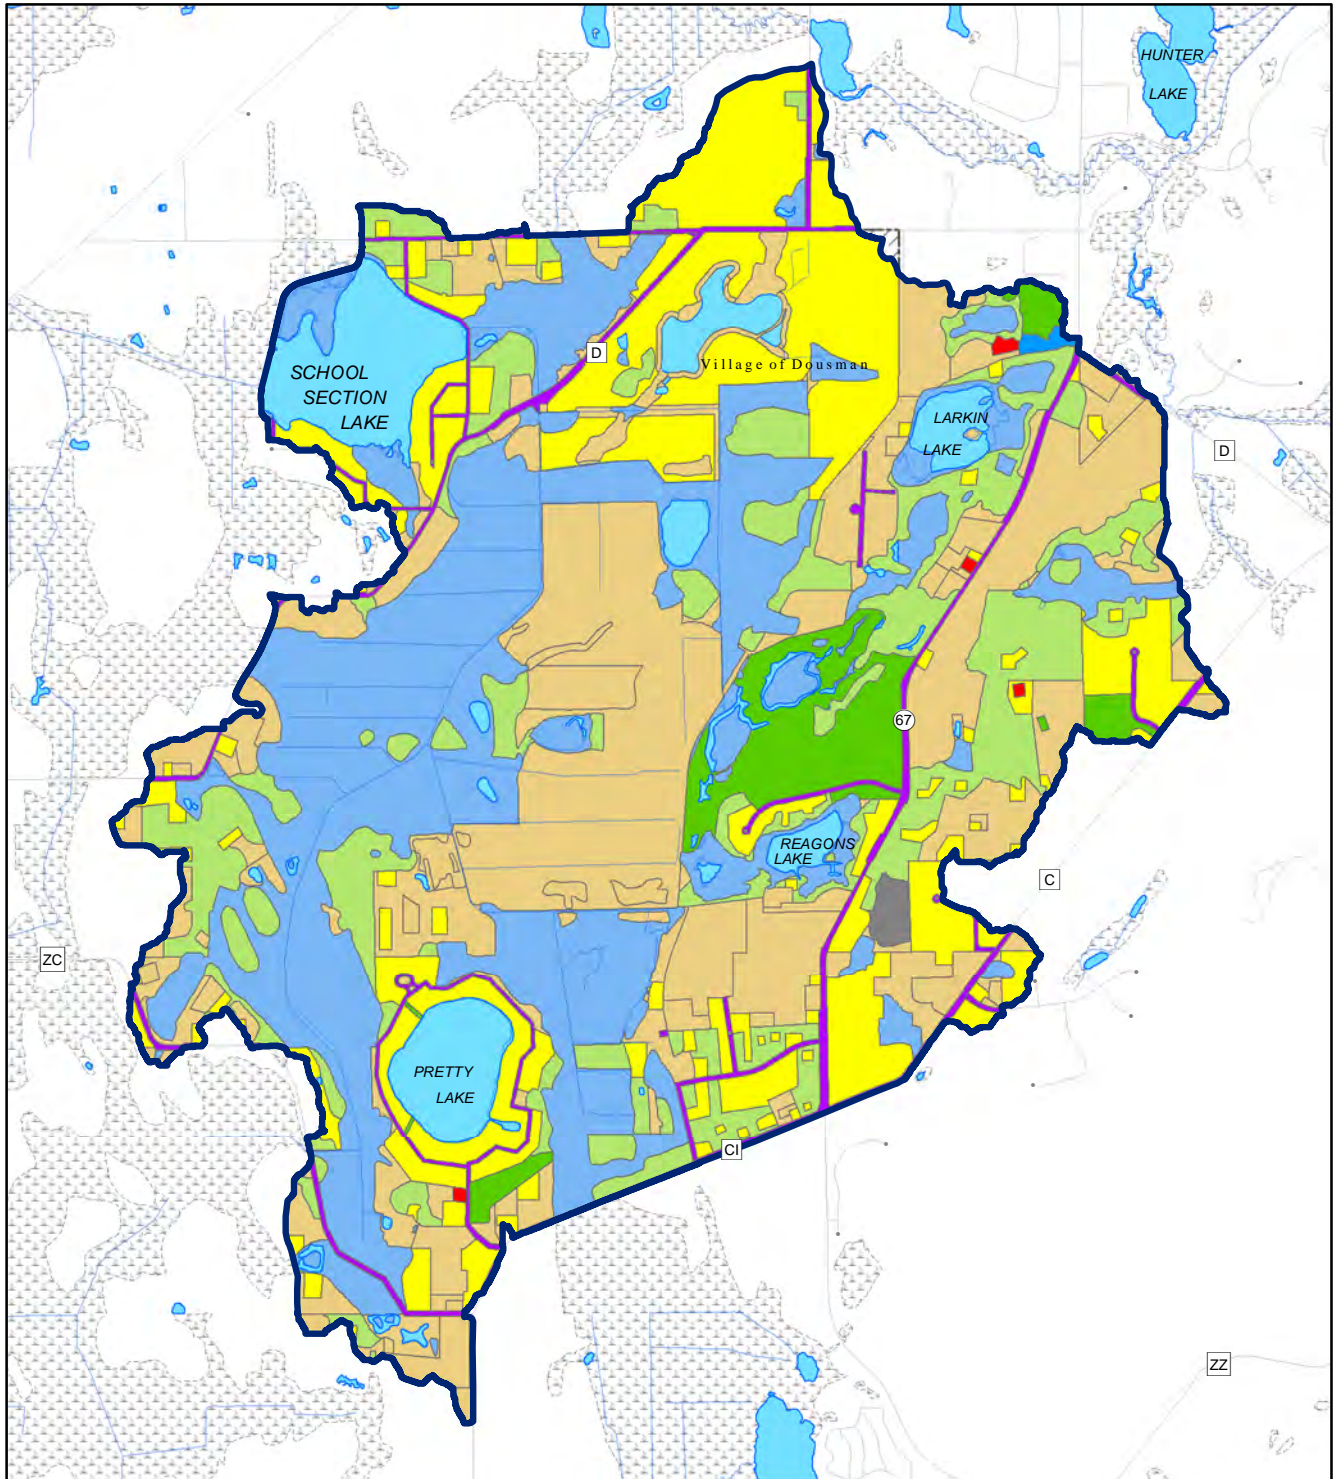 HUNTER
LAKE
SCHOOL
SECTION
LAKE
D
Village of Dousman
LARKIN
LAKE
D
67
REAGONS
LAKE
C
ZC
PRETTY
LAKE
CI
ZZ